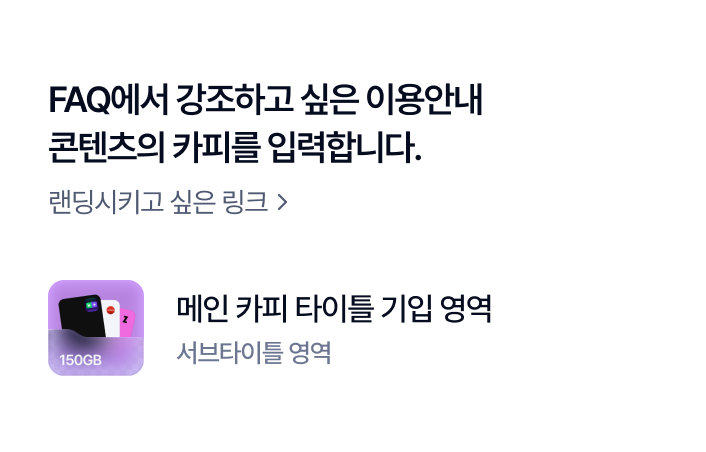 FAQ에서 강조하고 싶은 이용안내
콘텐츠의 카피를 입력합니다.
랜딩시키고 싶은 링크 >
메인 카피 타이틀 기입 영역
서브타이틀 영역
150GB